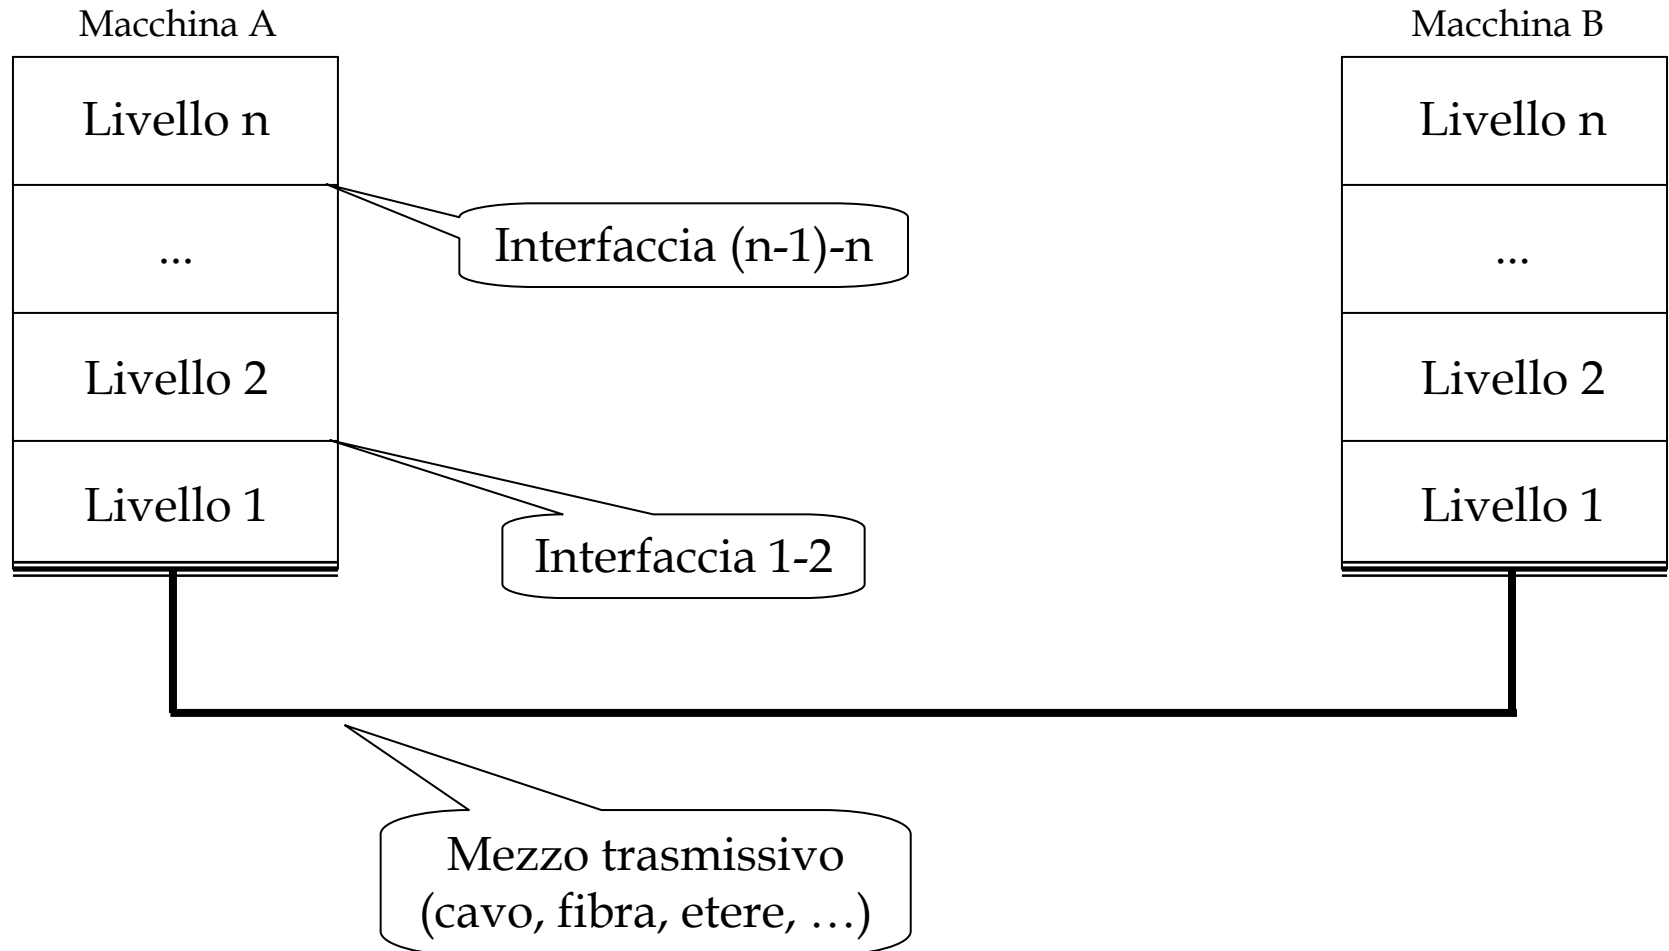 Macchina A
Macchina B
Livello n
Livello n
Interfaccia (n-1)-n
...
...
Livello 2
Livello 2
Livello 1
Livello 1
Interfaccia 1-2
Mezzo trasmissivo
(cavo, fibra, etere, …)